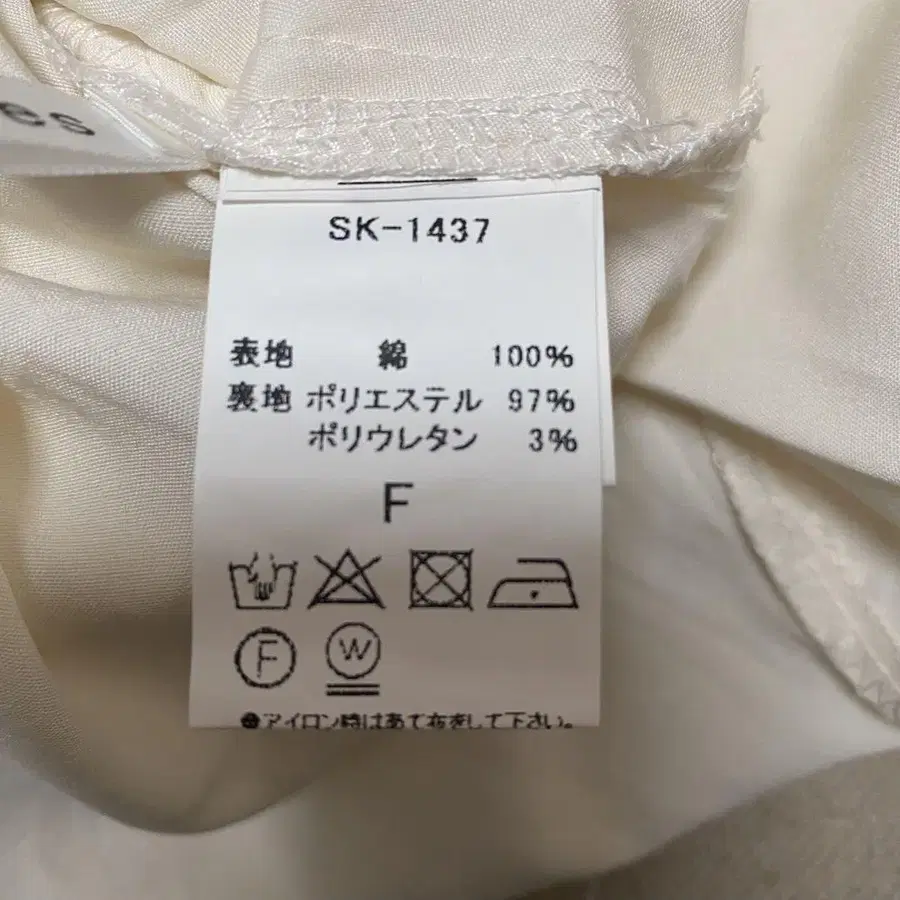 es
SK-1437
表地 綿 100%
裏地 ポリエステル 97%
ポリウレタン 3%
F
F W
●アイロン時はあて布をして下さい。